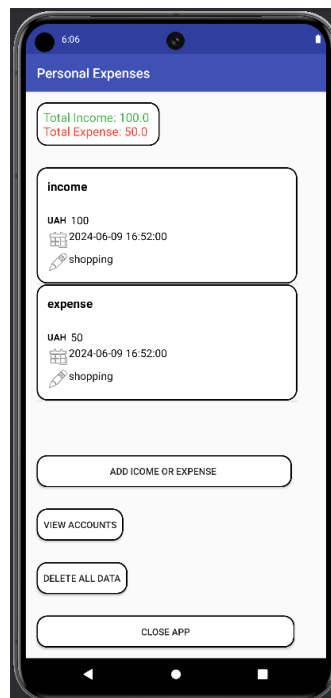 6:06
Personal Expenses
Total Income: 100.0
Total Expense: 50.0
income
UAH 100
2024-06-09 16:52:00
shopping
expense
UAH 50
2024-06-09 16:52:00
shopping
ADD ICOME OR EXPENSE
VIEW ACCOUNTS
DELETE ALL DATA
CLOSE APP